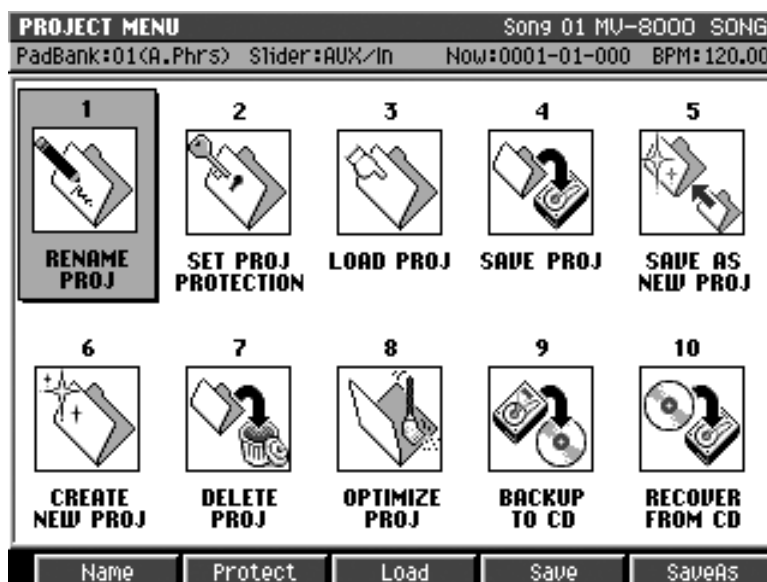 PROJECT MENU Song 01 MV-8000 SONG
PadBank:01(A.Phrs) Slider:AUX/In Now:0001-01-000 BPM:120.00
1 2 3 4 5
RENAME PROJ SET PROJ PROTECTION LOAD PROJ SAVE PROJ SAVE AS NEW PROJ
6 7 8 9 10
CREATE NEW PROJ DELETE PROJ OPTIMIZE PROJ BACKUP TO CD RECOVER FROM CD
Name Protect Load Save SaveAs